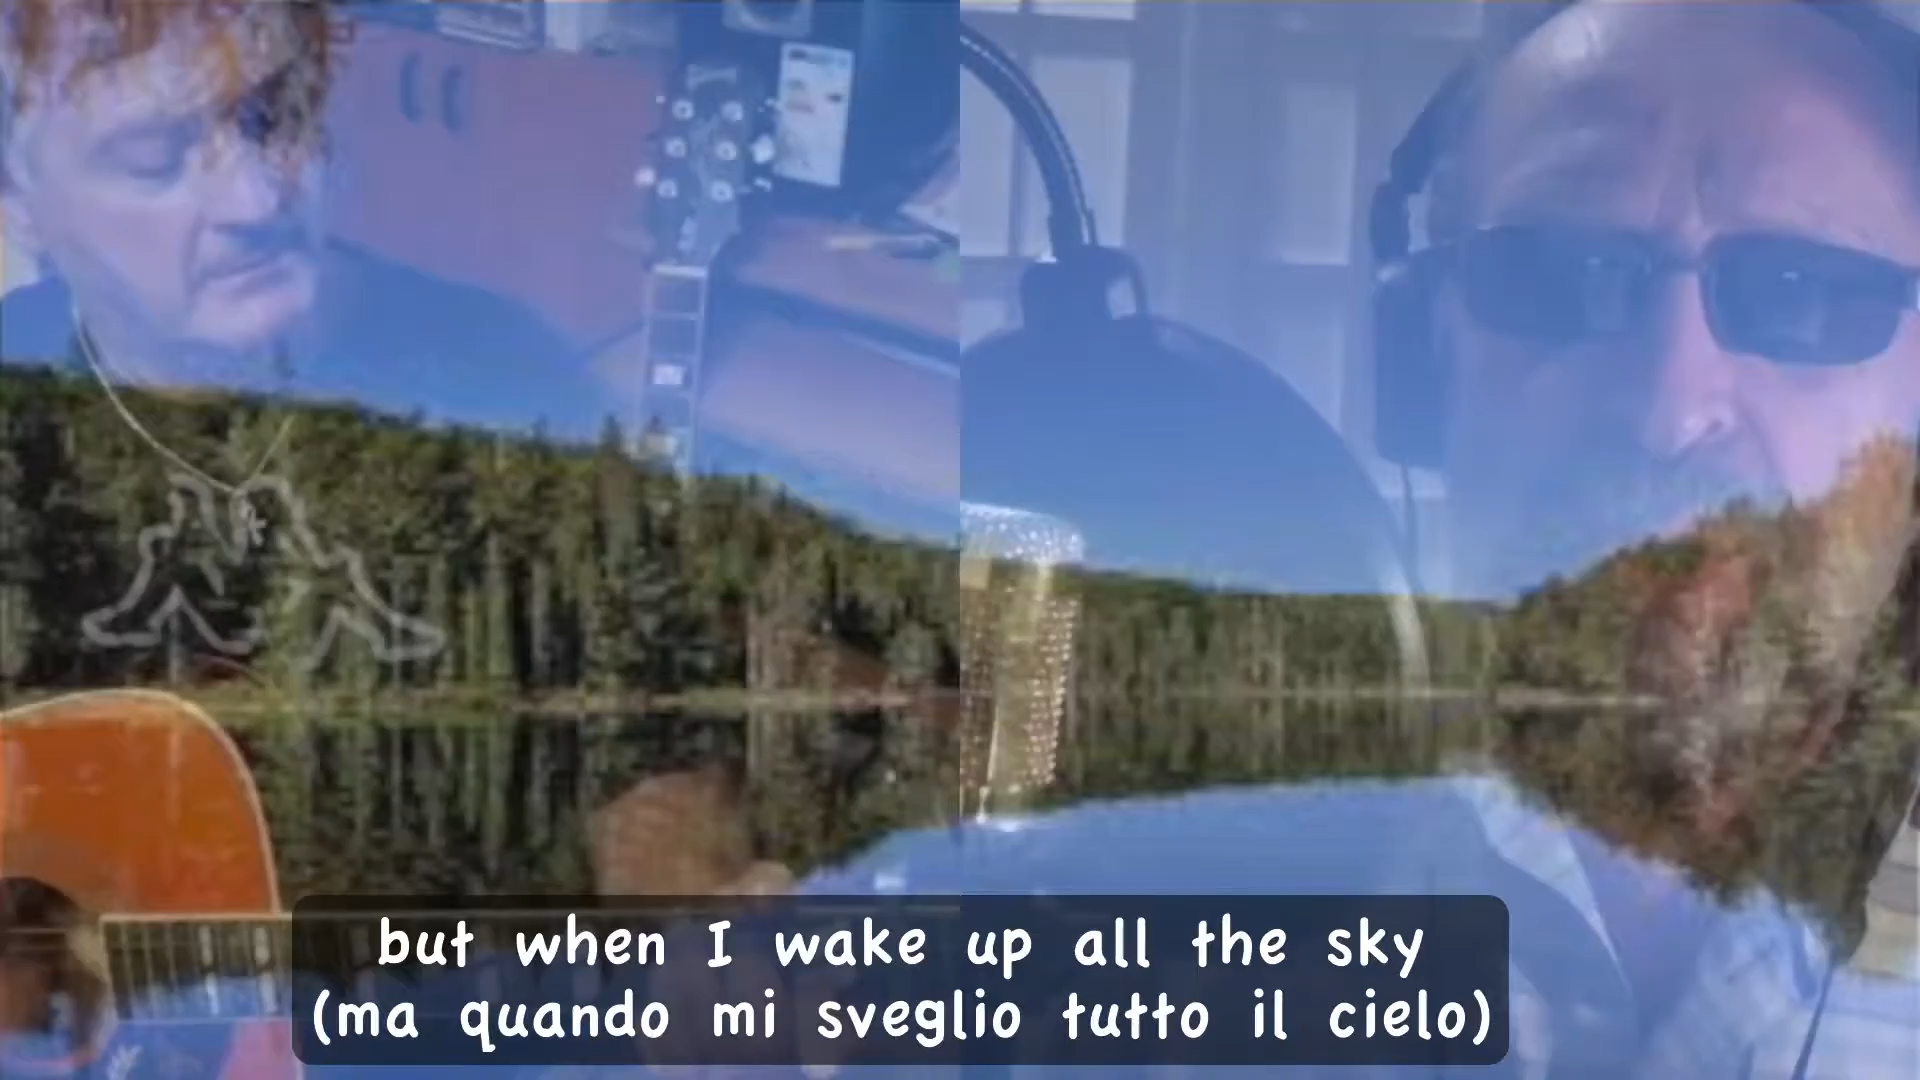 but when I wake up all the sky
(ma quando mi sveglio tutto il cielo)